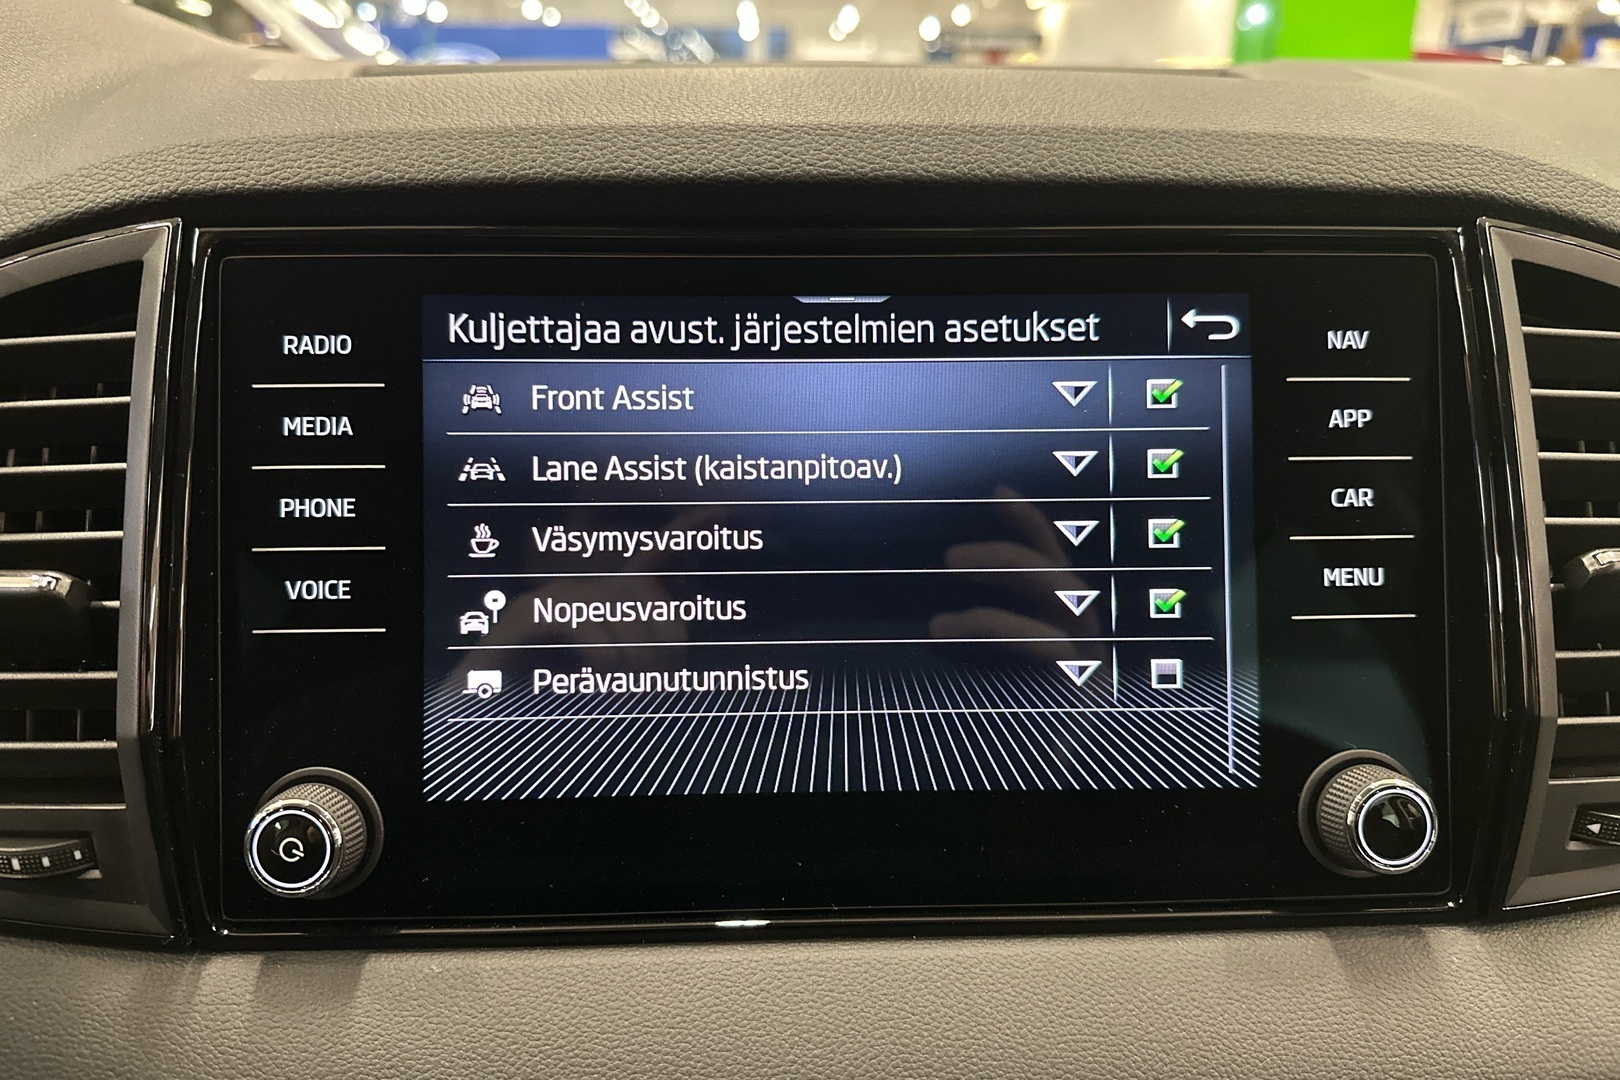 Kuljettajaa avust. järjestelmien asetukset
RADIO
MEDIA
PHONE
VOICE
Front Assist
Lane Assist (kaistanpitoav.)
Väsymysvaroitus
Nopeusvaroitus
Perävaunutunnistus
NAV
APP
CAR
MENU